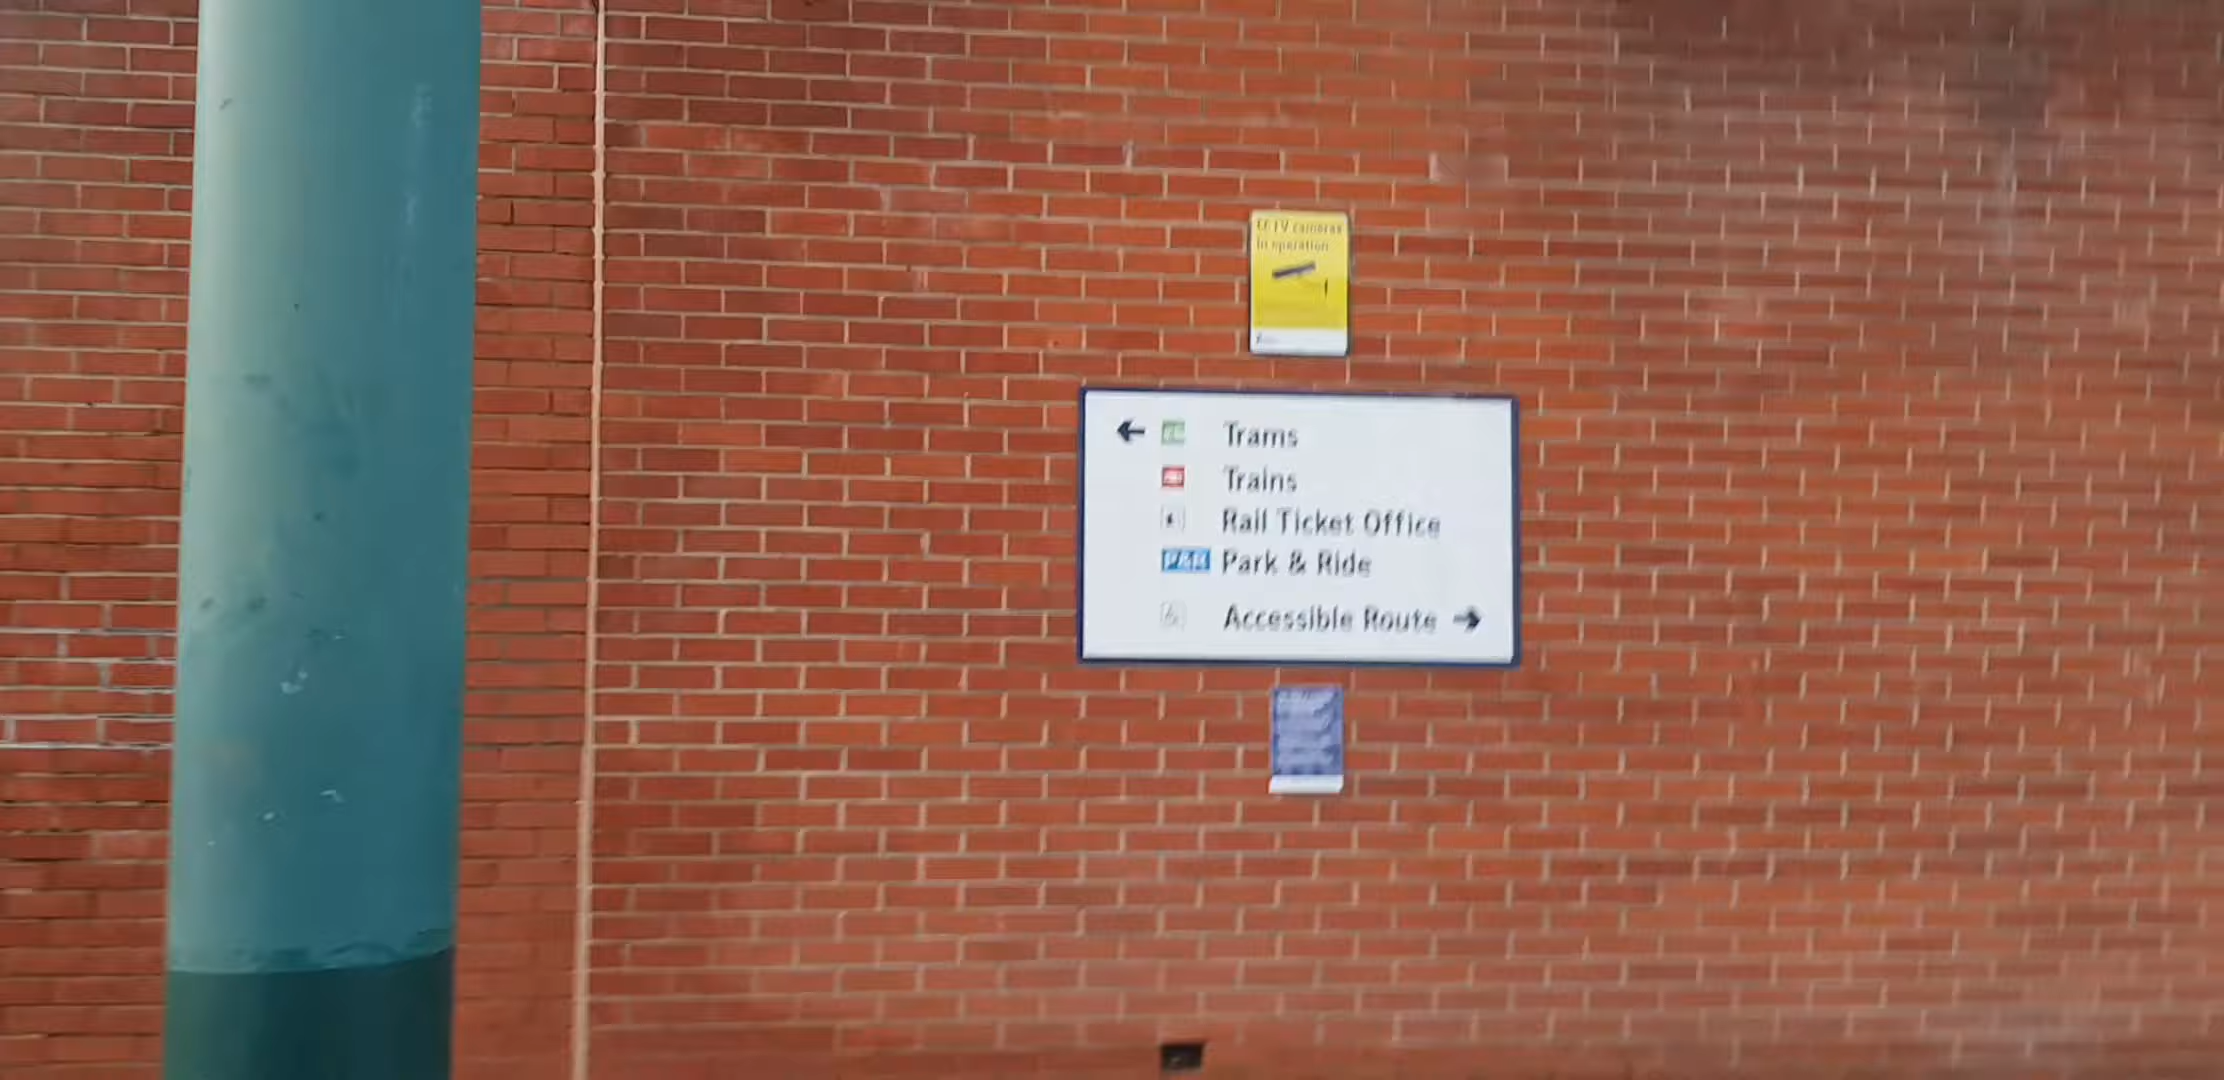 CCTV cameras
in operation
Trams
Trains
Rail Ticket Office
P&R Park & Ride
Accessible Route